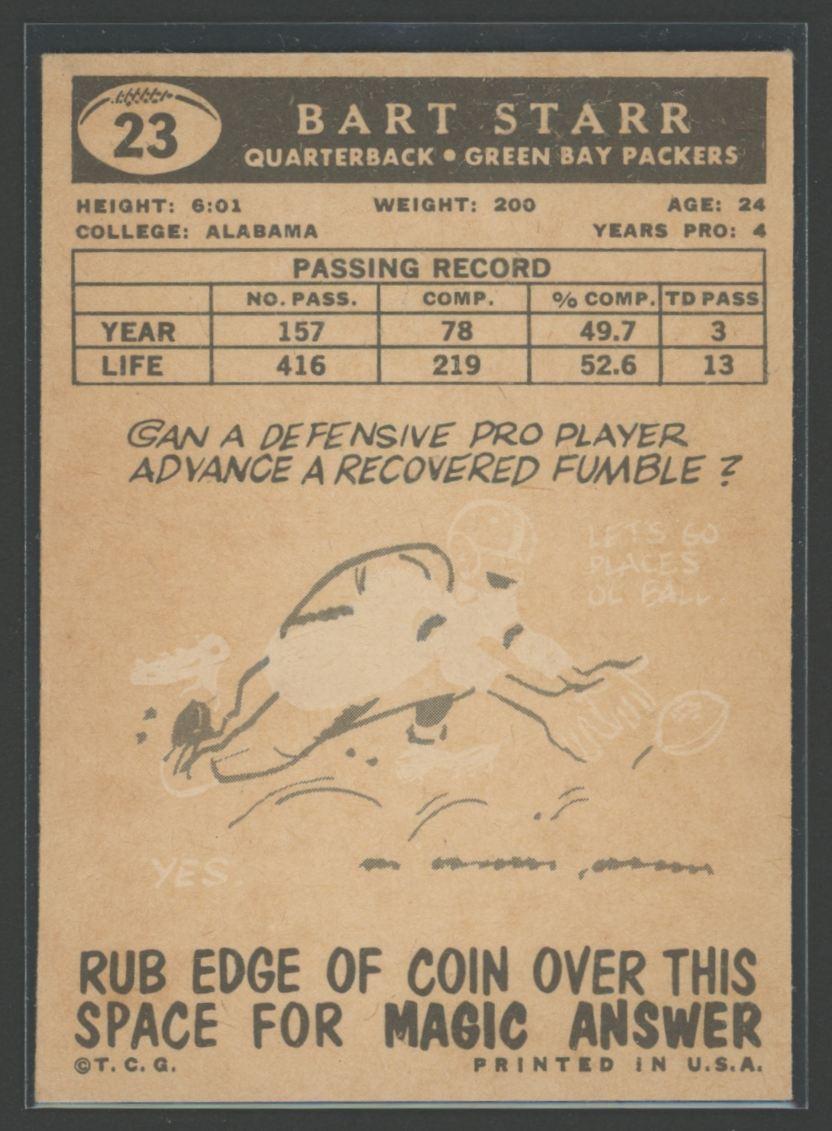 23
BART STARR
QUARTERBACK • GREEN BAY PACKERS
HEIGHT: 6:01 WEIGHT: 200 AGE: 24
COLLEGE: ALABAMA YEARS PRO: 4
PASSING RECORD
NO. PASS. COMP. % COMP. TD PASS
YEAR 157 78 49.7 3
LIFE 416 219 52.6 13
CAN A DEFENSIVE PRO PLAYER
ADVANCE A RECOVERED FUMBLE ?
LET'S GO
PLACES
OL' BALL
YES.
RUB EDGE OF COIN OVER THIS
SPACE FOR MAGIC ANSWER
©T. C. G. PRINTED IN U.S.A.